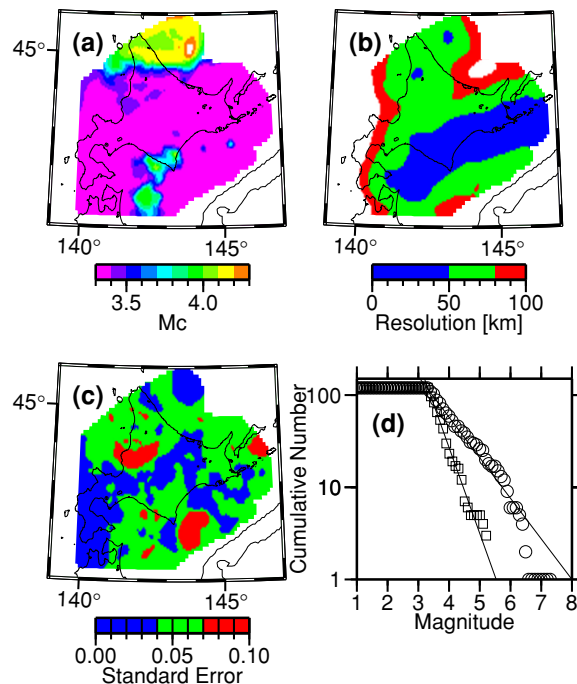 (a) (b)
45° 45°
140° 145° 140° 145°
3.5 4.0
Mc
0 50 100
Resolution [km]
(c) (d)
45°
140° 145°
0.00 0.05 0.10
Standard Error
Cumulative Number
100
10
1
1 2 3 4 5 6 7 8
Magnitude